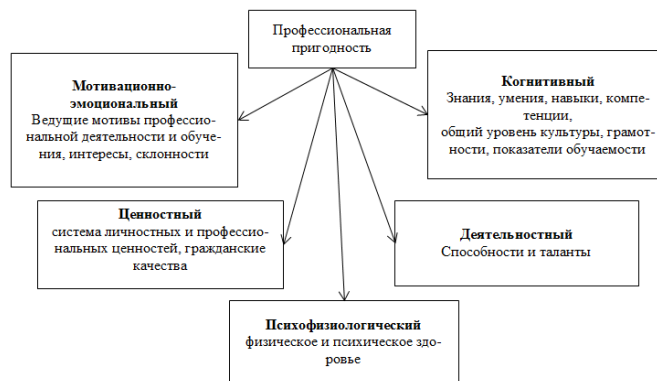 Профессиональная
пригодность
Мотивационно-
эмоциональный
Ведущие мотивы профессио-
нальной деятельности и обуче-
ния, интересы, склонности
Когнитивный
Знания, умения, навыки, компе-
тенции,
общий уровень культуры, грамот-
ности, показатели обучаемости
Ценностный
система личностных и професси-
ональных ценностей, гражданские
качества
Деятельностный
Способности и таланты
Психофизиологический
физическое и психическое здо-
ровье